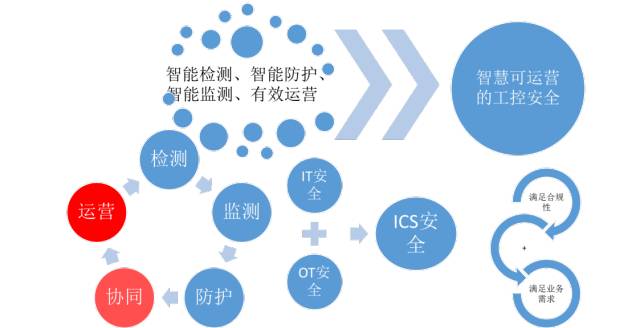 智能检测、智能防护、
智能监测、有效运营
智慧可运营
的工控安全
检测
监测
防护
协同
运营
IT安
全
OT安
全
ICS安
全
满足合规
性
+
满足业务
需求